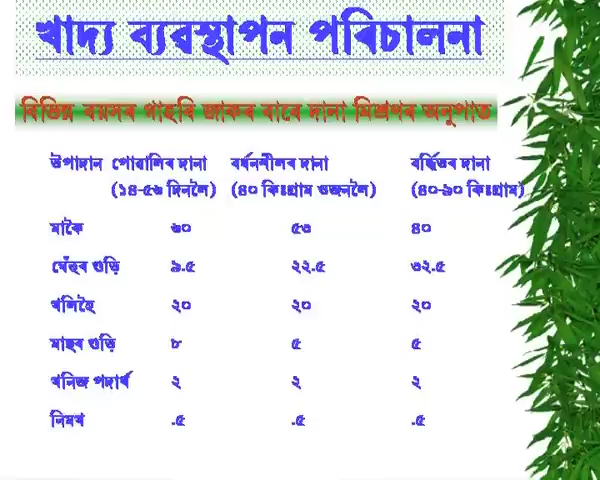 খাদ্য ব্যৱস্থাপন পৰিচালনা
বিভিন্ন বয়সৰ গাহৰি জাকৰ বাবে দানা মিশ্ৰণৰ অনুপাত
উপাদান পোৱালিৰ দানা বৰ্ধনশীলৰ দানা বৰ্দ্ধিতৰ দানা
(১৪-৫৬ দিনলৈ) (৪০ কিঃগ্ৰাম ওজনলৈ) (৪০-৯০ কিঃগ্ৰাম)
মাকৈ ৬০ ৫০ ৪০
ঘেঁহুৰ গুড়ি ৯.৫ ২২.৫ ৩২.৫
খলিহৈ ২০ ২০ ২০
মাছৰ গুড়ি ৮ ৫ ৫
খনিজ পদাৰ্থ ২ ২ ২
নিমখ .৫ .৫ .৫